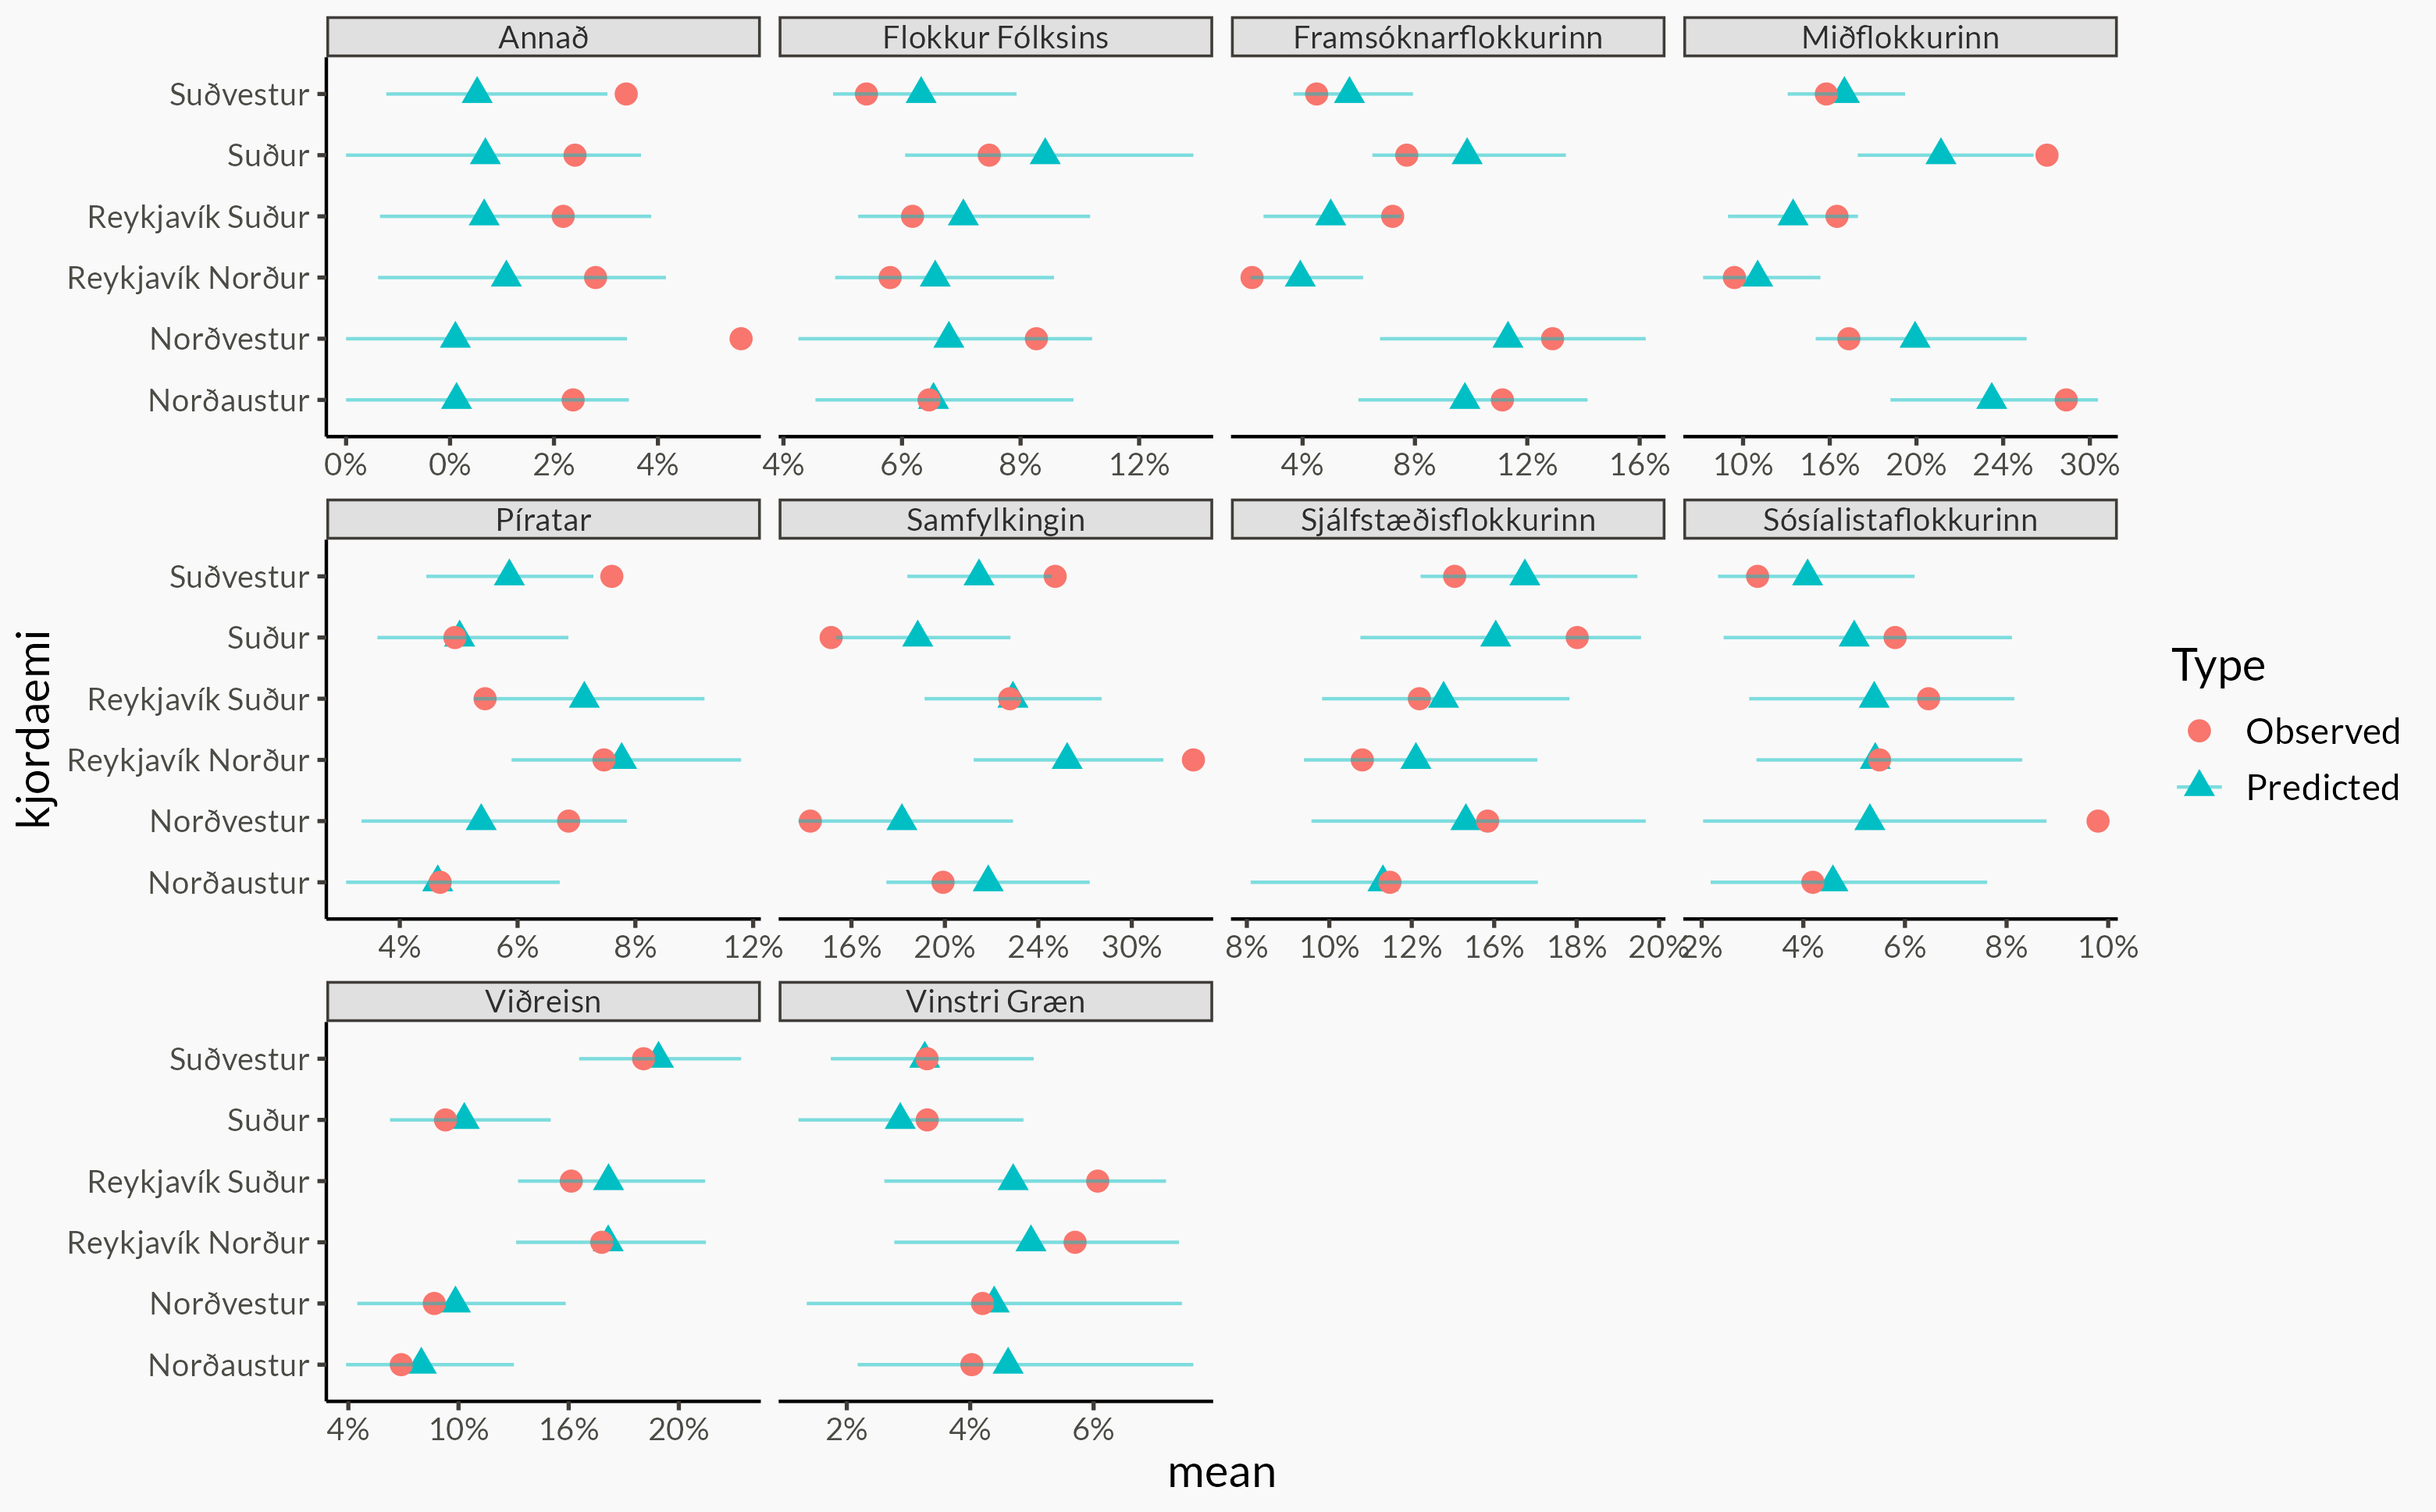 Annað Flokkur Fólksins Framsóknarflokkurinn Miðflokkurinn
Suðvestur
Suður
Reykjavík Suður
Reykjavík Norður
Norðvestur
Norðaustur
0% 0% 2% 4% 4% 6% 8% 12% 4% 8% 12% 16% 10% 16% 20% 24% 30%
Píratar Samfylkingin Sjálfstæðisflokkurinn Sósíalistaflokkurinn
Suðvestur
Suður
Reykjavík Suður
Reykjavík Norður
Norðvestur
Norðaustur
4% 6% 8% 12% 16% 20% 24% 30% 8% 10% 12% 16% 18% 20% 2% 4% 6% 8% 10%
Viðreisn Vinstri Græn
Suðvestur
Suður
Reykjavík Suður
Reykjavík Norður
Norðvestur
Norðaustur
4% 10% 16% 20% 2% 4% 6%
mean
kjordaemi
Type
Observed
Predicted